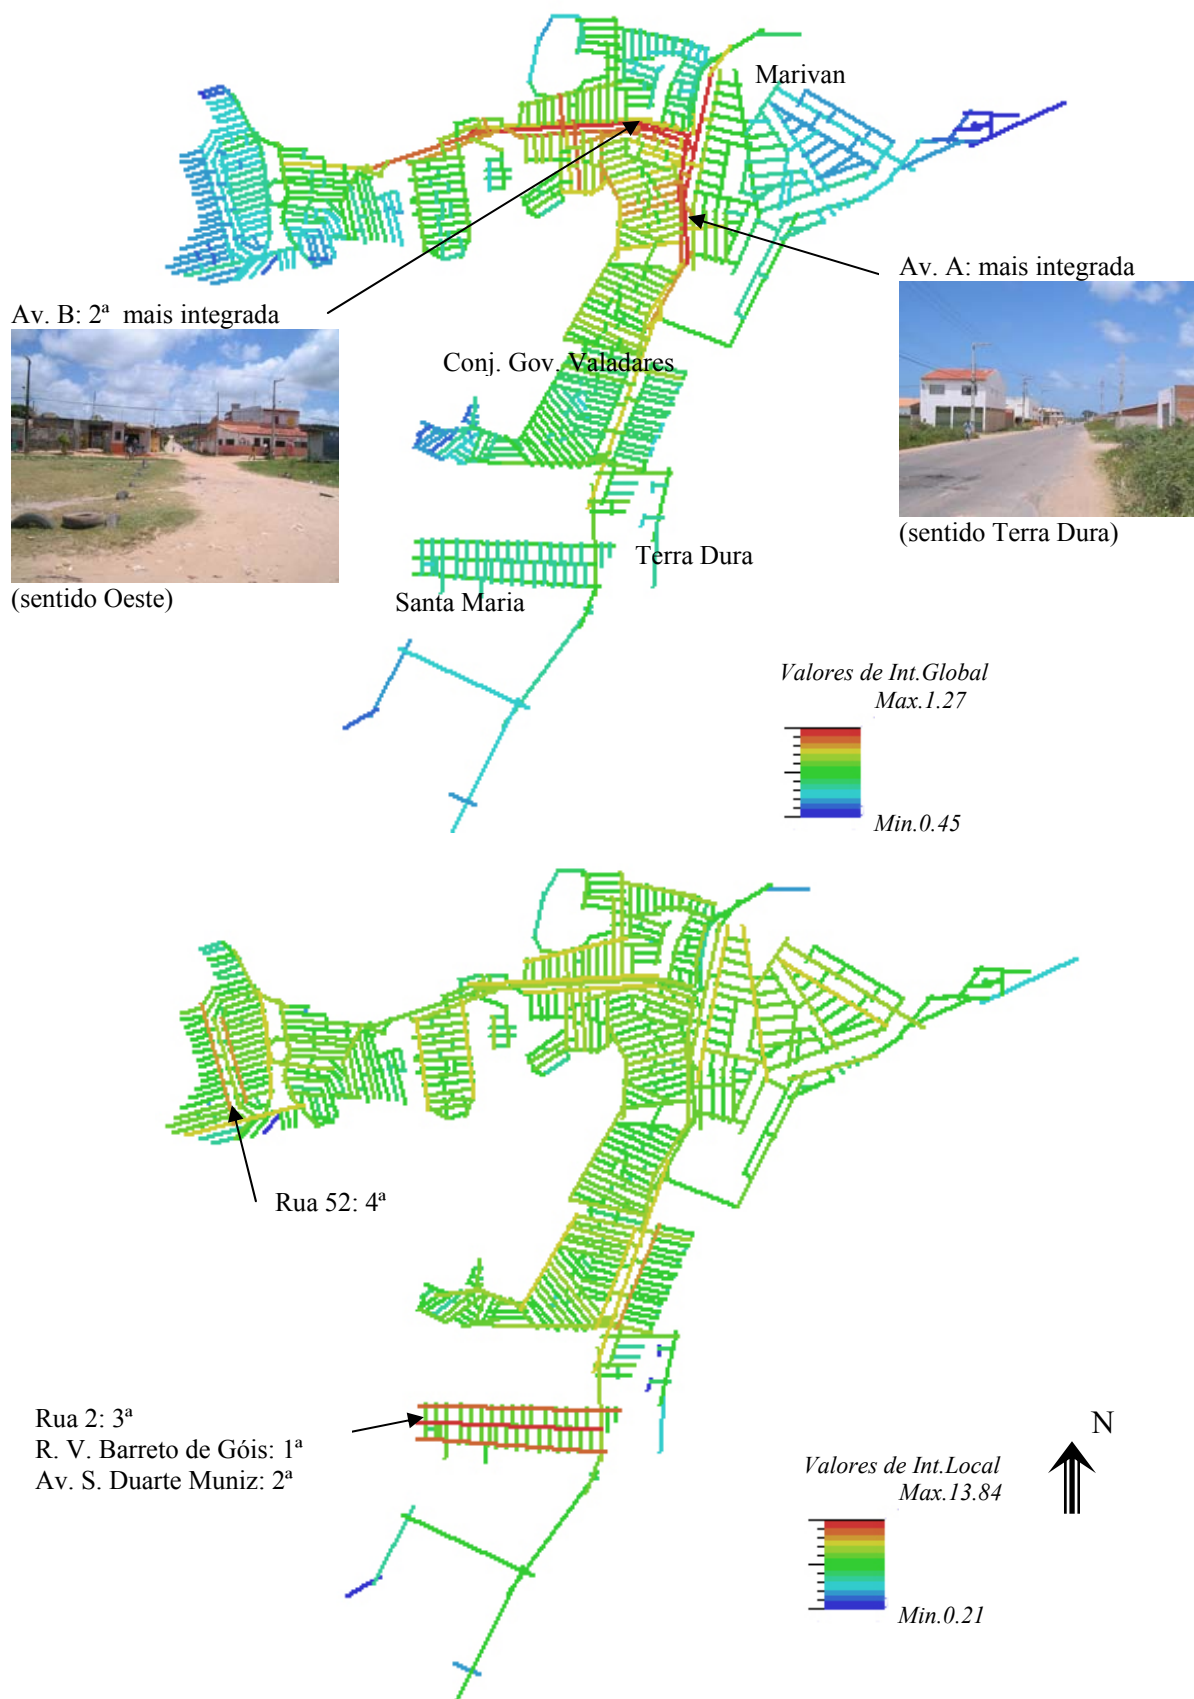 Marivan
Av. A: mais integrada
Av. B: 2ª mais integrada
Conj. Gov. Valadares
(sentido Terra Dura)
Terra Dura
(sentido Oeste)
Santa Maria
Valores de Int.Global
Max.1.27
Min.0.45
Rua 52: 4ª
Rua 2: 3ª
R. V. Barreto de Góis: 1ª
Av. S. Duarte Muniz: 2ª
N
Valores de Int.Local
Max.13.84
Min.0.21